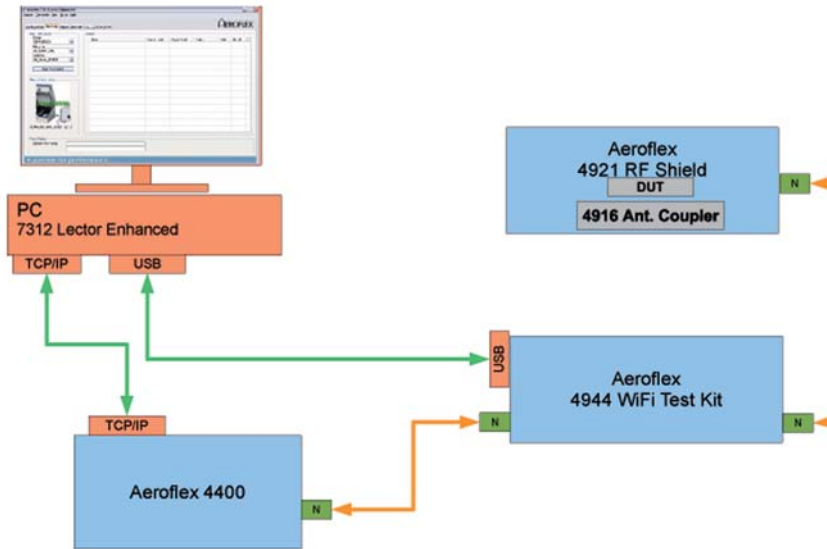 AEROFLEX
PC
7312 Lector Enhanced
TCP/IP
USB
Aeroflex
4921 RF Shield
DUT
4916 Ant. Coupler
N
USB
Aeroflex
4944 WiFi Test Kit
N
N
TCP/IP
Aeroflex 4400
N